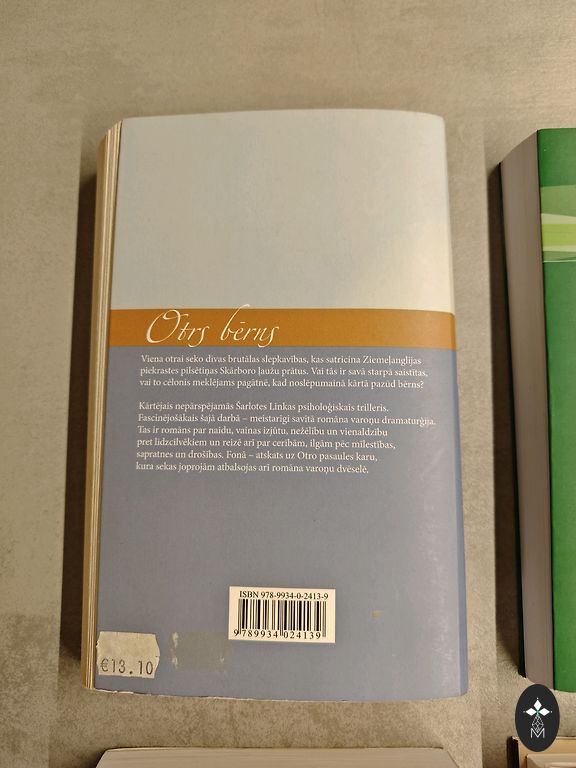 Otrs bērns
Viena otrai seko divas brutālas slepkavības, kas satricina Ziemeļanglijas
piekrastes pilsētiņas Skārboro ļaužu prātus. Vai tās ir savā starpā saistītas,
vai to cēlonis meklējams pagātnē, kad noslēpumainā kārtā pazūd bērns?
Kārtējais nepārspējamās Šarlotes Linkas psiholoģiskais trilleris.
Fascinējošākais šajā darbā – meistarīgi savītā romāna varoņu dramaturģija.
Tas ir romāns par naidu, vainas izjūtu, nežēlību un vienaldzību
pret līdzcilvēkiem un reizē arī par cerībām, ilgām pēc mīlestības,
sapratnes un drošības. Fonā – atskats uz Otro pasaules karu,
kura sekas joprojām atbalsojas arī romāna varoņu dvēselē.
ISBN 978-9934-0-2413-9
9789934024139
€13.10
M